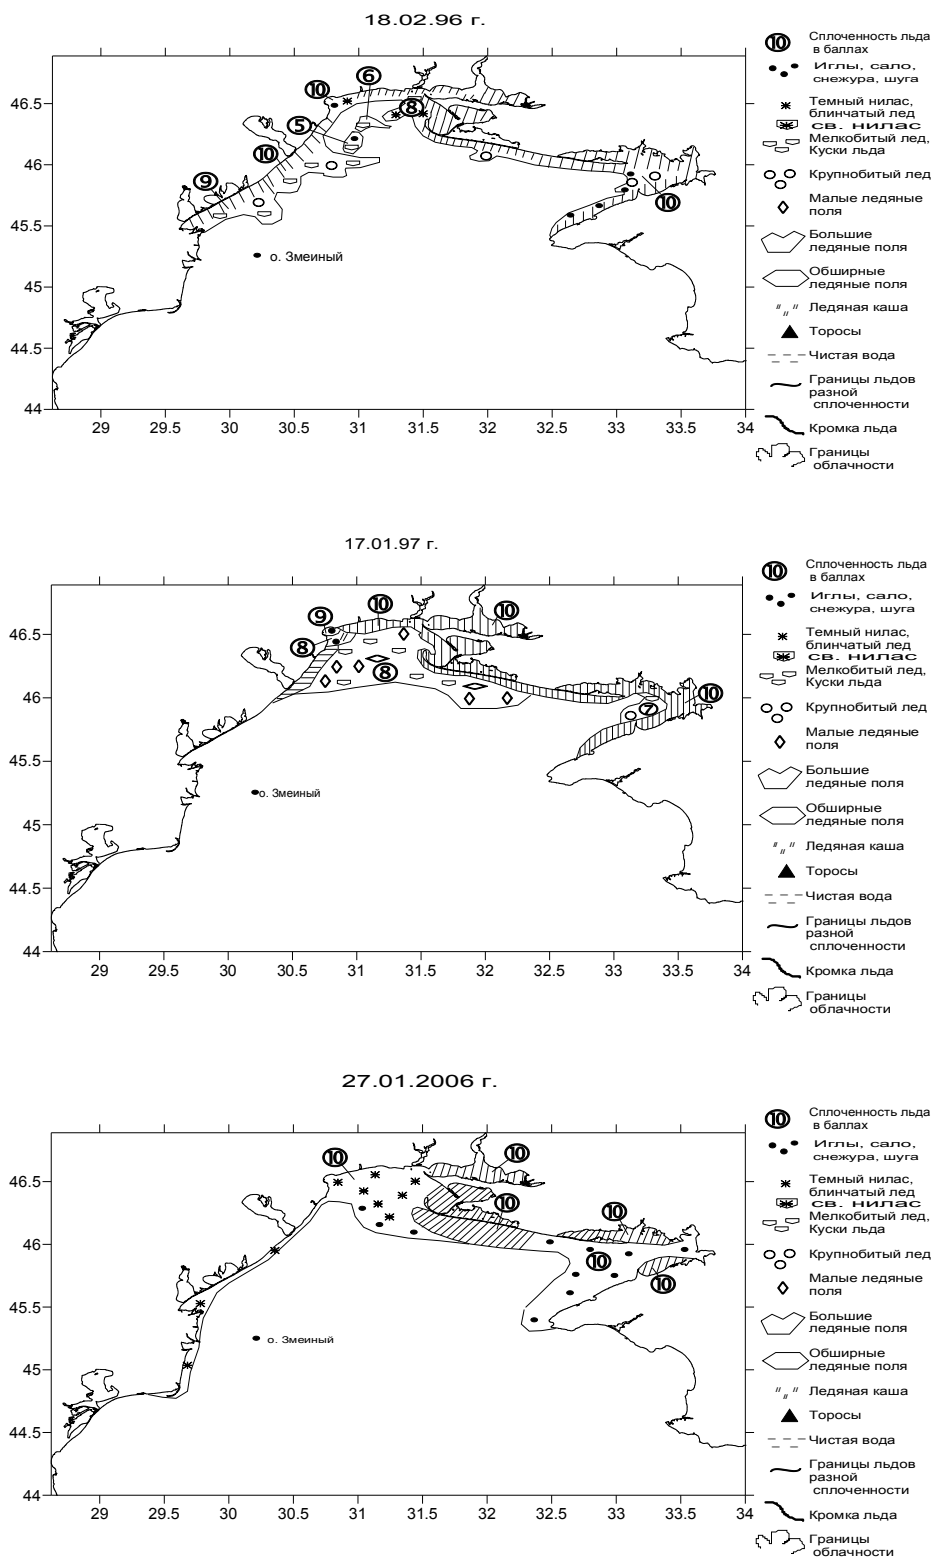 18.02.96 г.
⑩ Сплоченность льда
в баллах
Иглы, сало,
снежура, шуга
Темный нилас,
блинчатый лед
св. нилас
Мелкобитый лед,
Куски льда
Крупнобитый лед
Малые ледяные
поля
Большие
ледяные поля
Обширные
ледяные поля
Ледяная каша
Торосы
Чистая вода
Границы льдов
разной
сплоченности
Кромка льда
Границы
облачности
46.5
46
45.5
45
44.5
44
⑩ ⑥ ⑧
⑤
⑩
⑨
⑩
о. Змеиный
29 29.5 30 30.5 31 31.5 32 32.5 33 33.5 34
17.01.97 г.
⑩ Сплоченность льда
в баллах
Иглы, сало,
снежура, шуга
Темный нилас,
блинчатый лед
св. нилас
Мелкобитый лед,
Куски льда
Крупнобитый лед
Малые ледяные
поля
Большие
ледяные поля
Обширные
ледяные поля
Ледяная каша
Торосы
Чистая вода
Границы льдов
разной
сплоченности
Кромка льда
Границы
облачности
46.5
46
45.5
45
44.5
44
⑨ ⑩ ⑩
⑧
⑧
⑩
⑦
о. Змеиный
29 29.5 30 30.5 31 31.5 32 32.5 33 33.5 34
27.01.2006 г.
⑩ Сплоченность льда
в баллах
Иглы, сало,
снежура, шуга
Темный нилас,
блинчатый лед
св. нилас
Мелкобитый лед,
Куски льда
Крупнобитый лед
Малые ледяные
поля
Большие
ледяные поля
Обширные
ледяные поля
Ледяная каша
Торосы
Чистая вода
Границы льдов
разной
сплоченности
Кромка льда
Границы
облачности
46.5
46
45.5
45
44.5
44
⑩ ⑩
⑩ ⑩
⑩
⑩
о. Змеиный
29 29.5 30 30.5 31 31.5 32 32.5 33 33.5 34